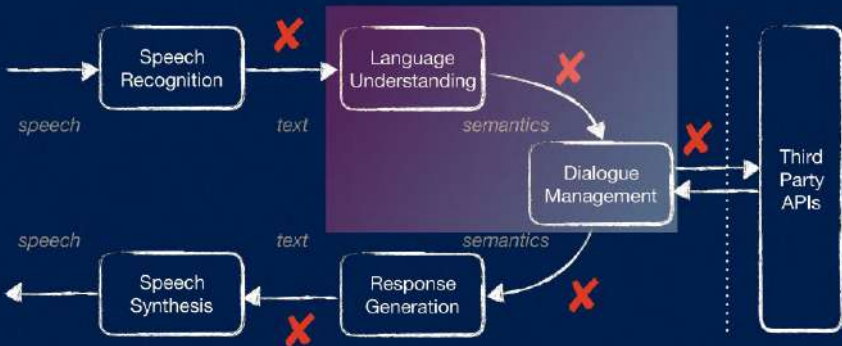 Speech
Recognition
Language
Understanding
speech
text
semantics
Dialogue
Management
Third
Party
APIs
speech
text
semantics
Speech
Synthesis
Response
Generation